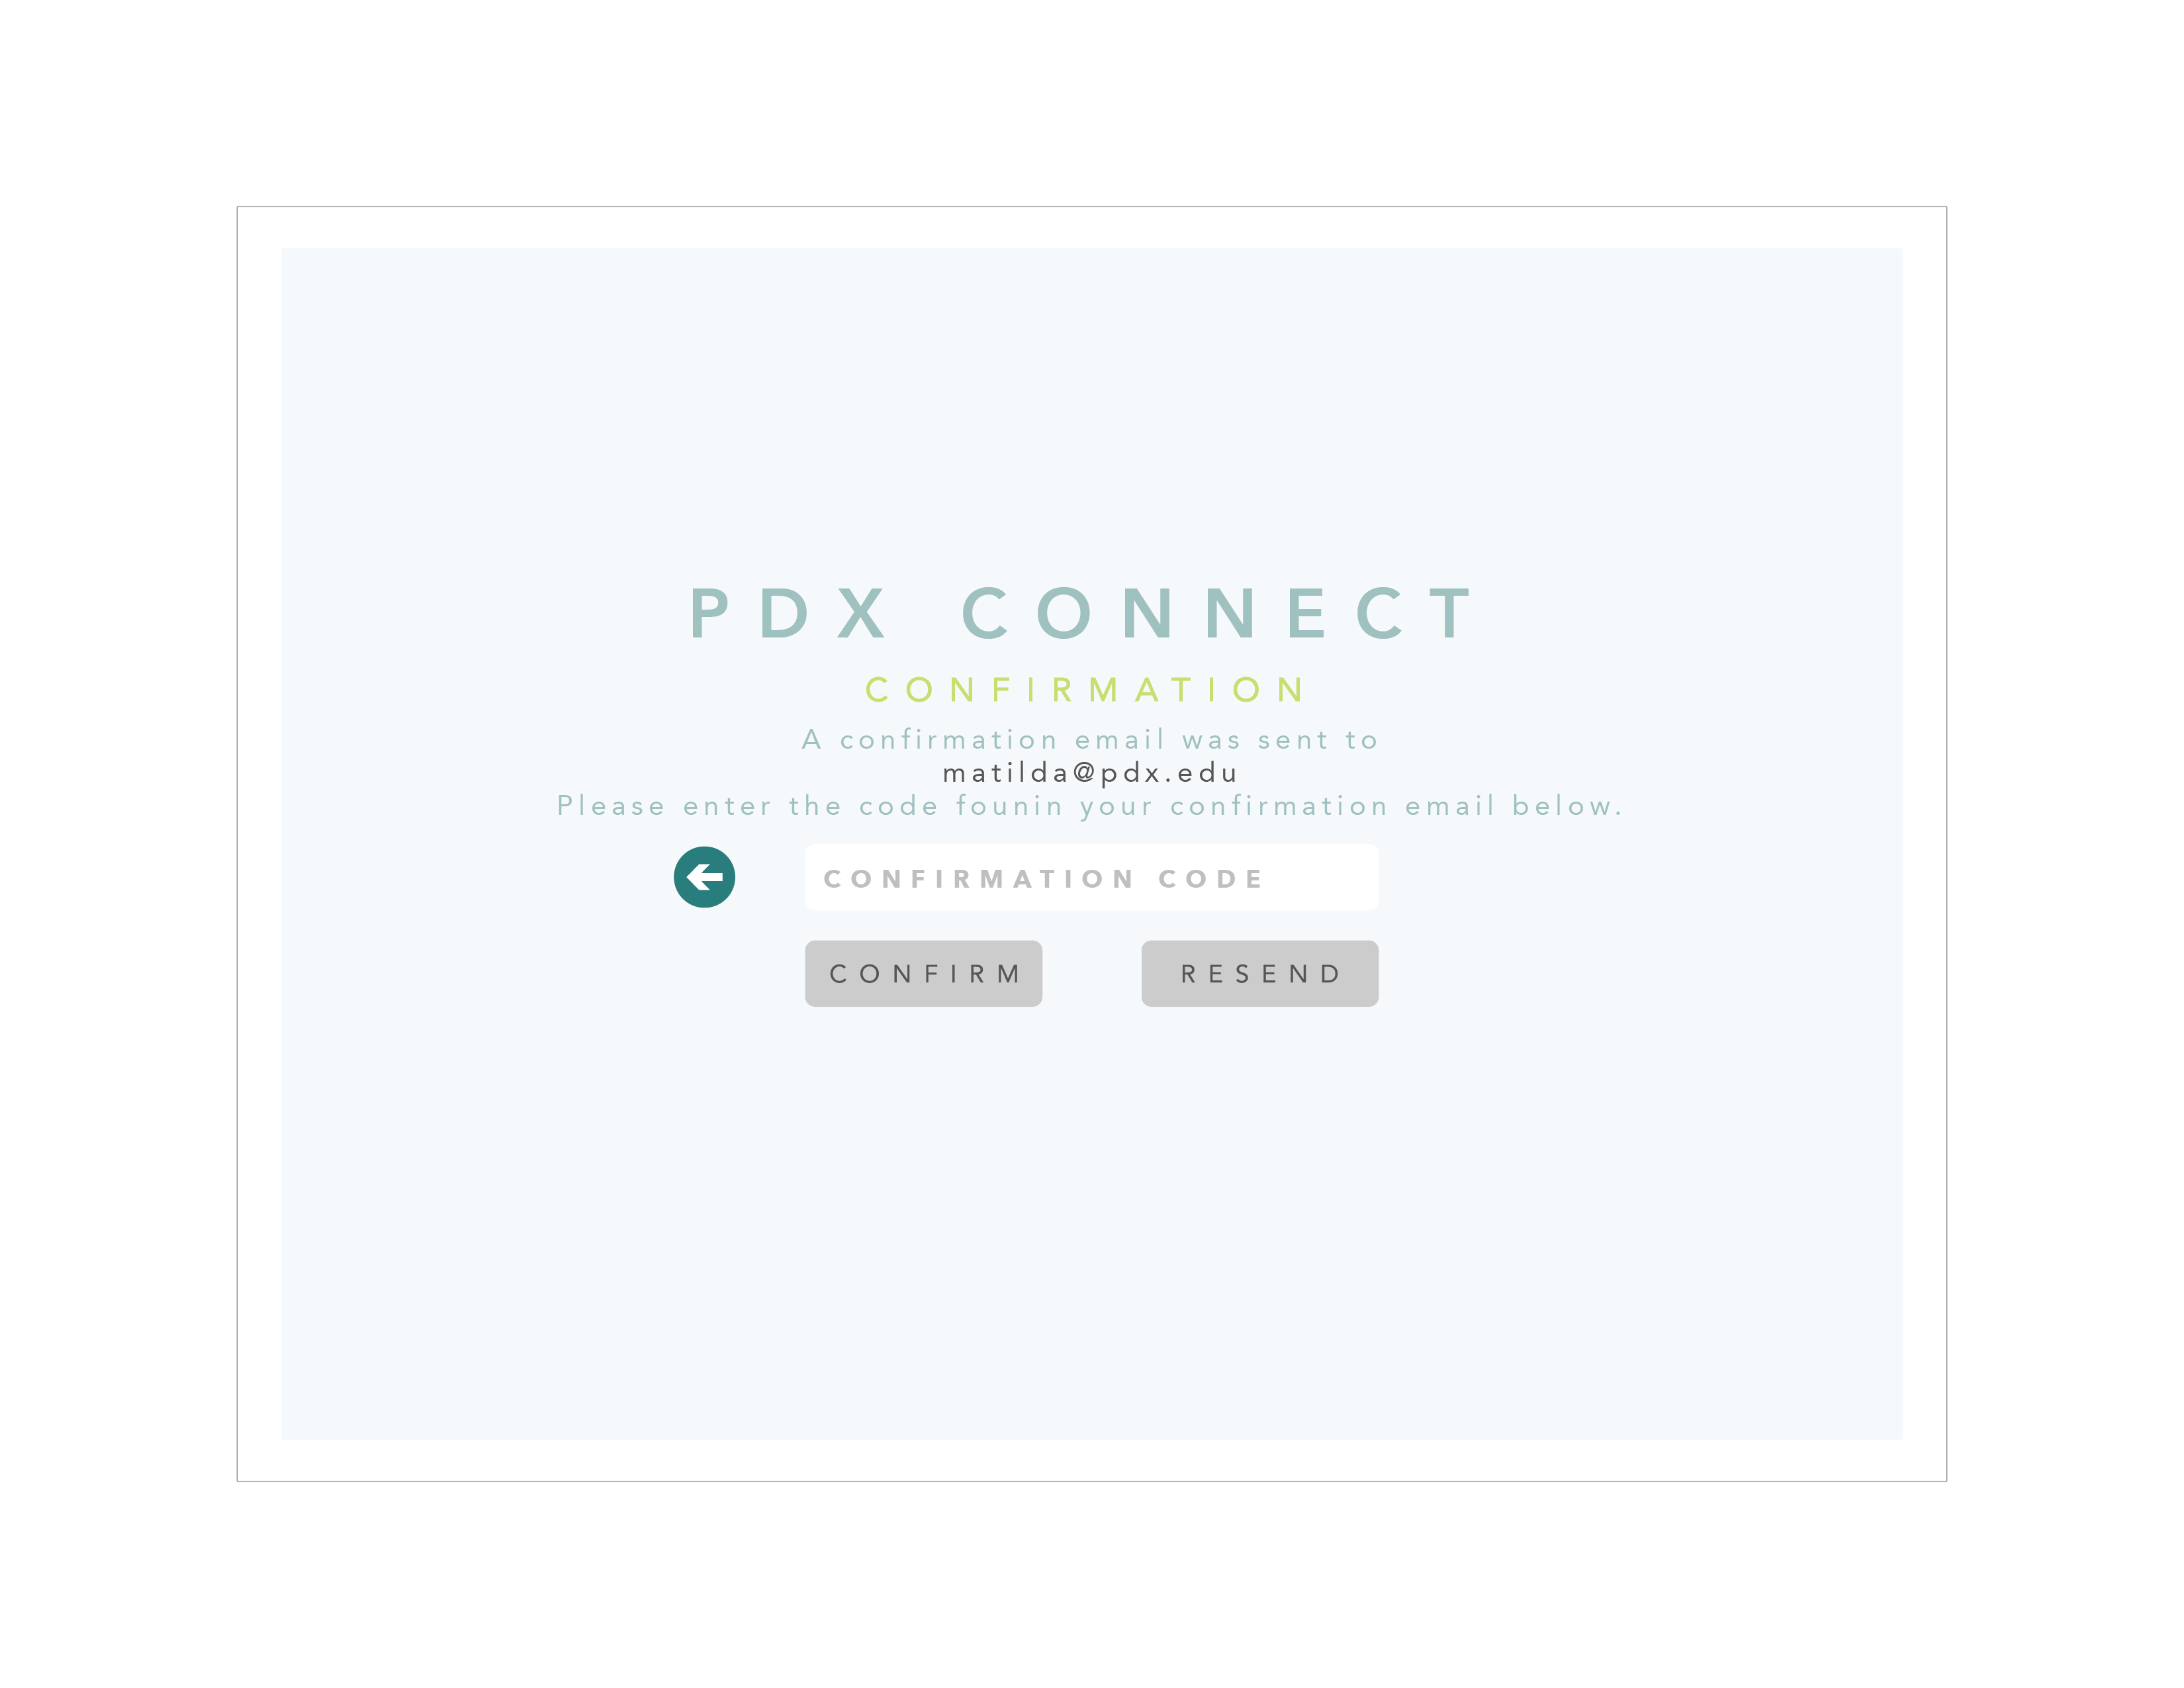 PDX CONNECT
CONFIRMATION
A confirmation email was sent to
matilda@pdx.edu
Please enter the code founin your confirmation email below.
CONFIRMATION CODE
CONFIRM
RESEND